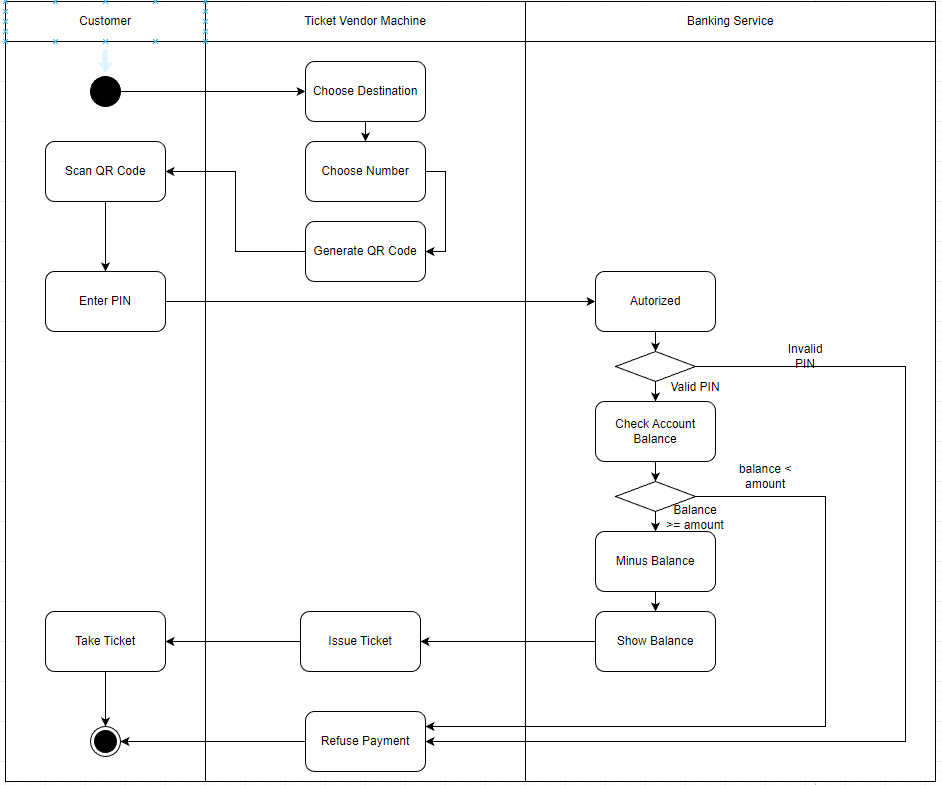 Customer
Ticket Vendor Machine
Banking Service
Choose Destination
Scan QR Code
Choose Number
Generate QR Code
Enter PIN
Autorized
Invalid
PIN
Valid PIN
Check Account
Balance
balance <
amount
Balance
>= amount
Minus Balance
Take Ticket
Issue Ticket
Show Balance
Refuse Payment